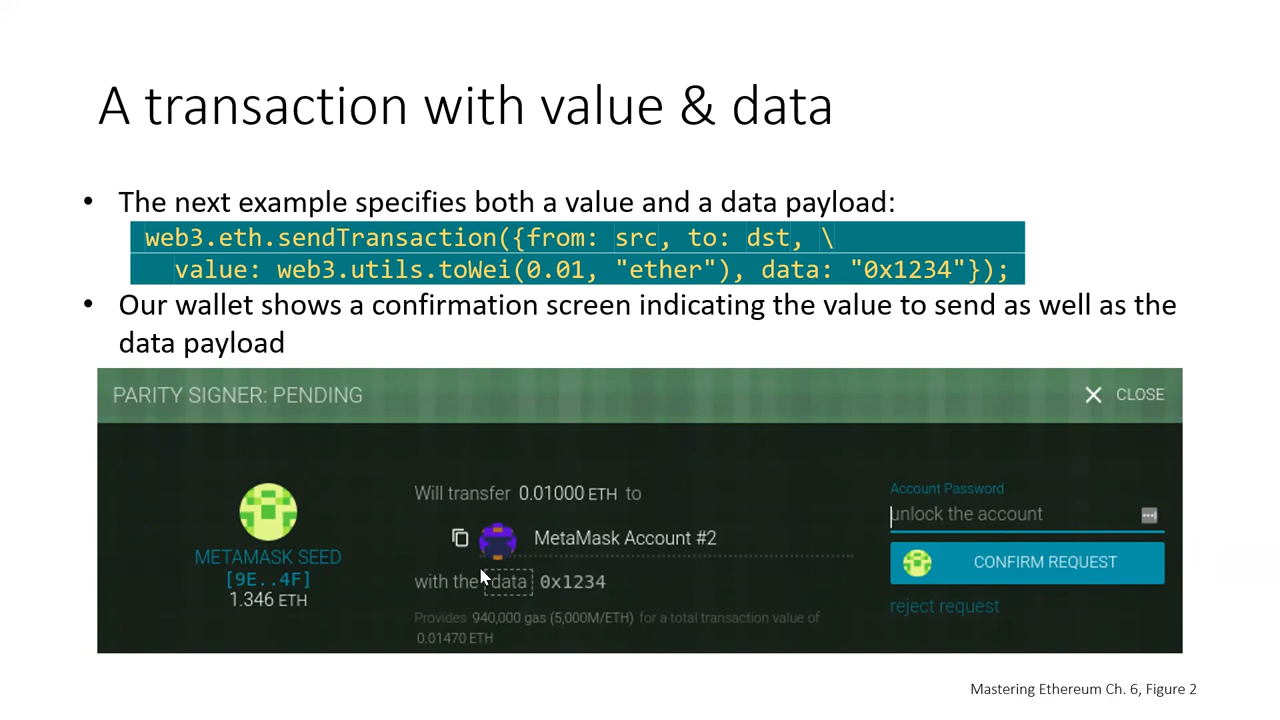 A transaction with value & data
• The next example specifies both a value and a data payload:
web3.eth.sendTransaction({from: src, to: dst, \
value: web3.utils.toWei(0.01, "ether"), data: "0x1234"});
• Our wallet shows a confirmation screen indicating the value to send as well as the
data payload
PARITY SIGNER: PENDING
CLOSE
METAMASK SEED
[9E..4F]
1.346 ETH
Will transfer 0.01000 ETH to
MetaMask Account #2
with the data 0x1234
Provides 940,000 gas (5,000M/ETH) for a total transaction value of
0.01470 ETH
Account Password
unlock the account
CONFIRM REQUEST
reject request
Mastering Ethereum Ch. 6, Figure 2